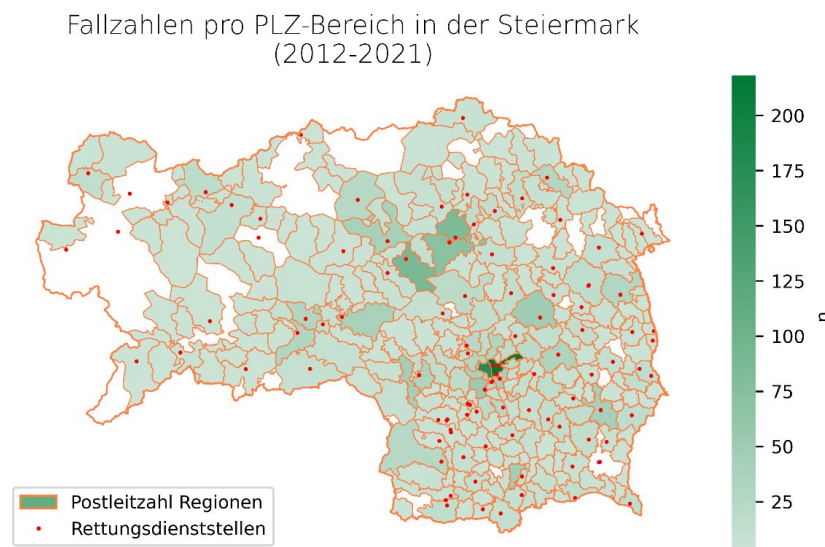 Fallzahlen pro PLZ-Bereich in der Steiermark
(2012-2021)
200
175
150
125
100
75
50
25
n
Postleitzahl Regionen
Rettungsdienststellen